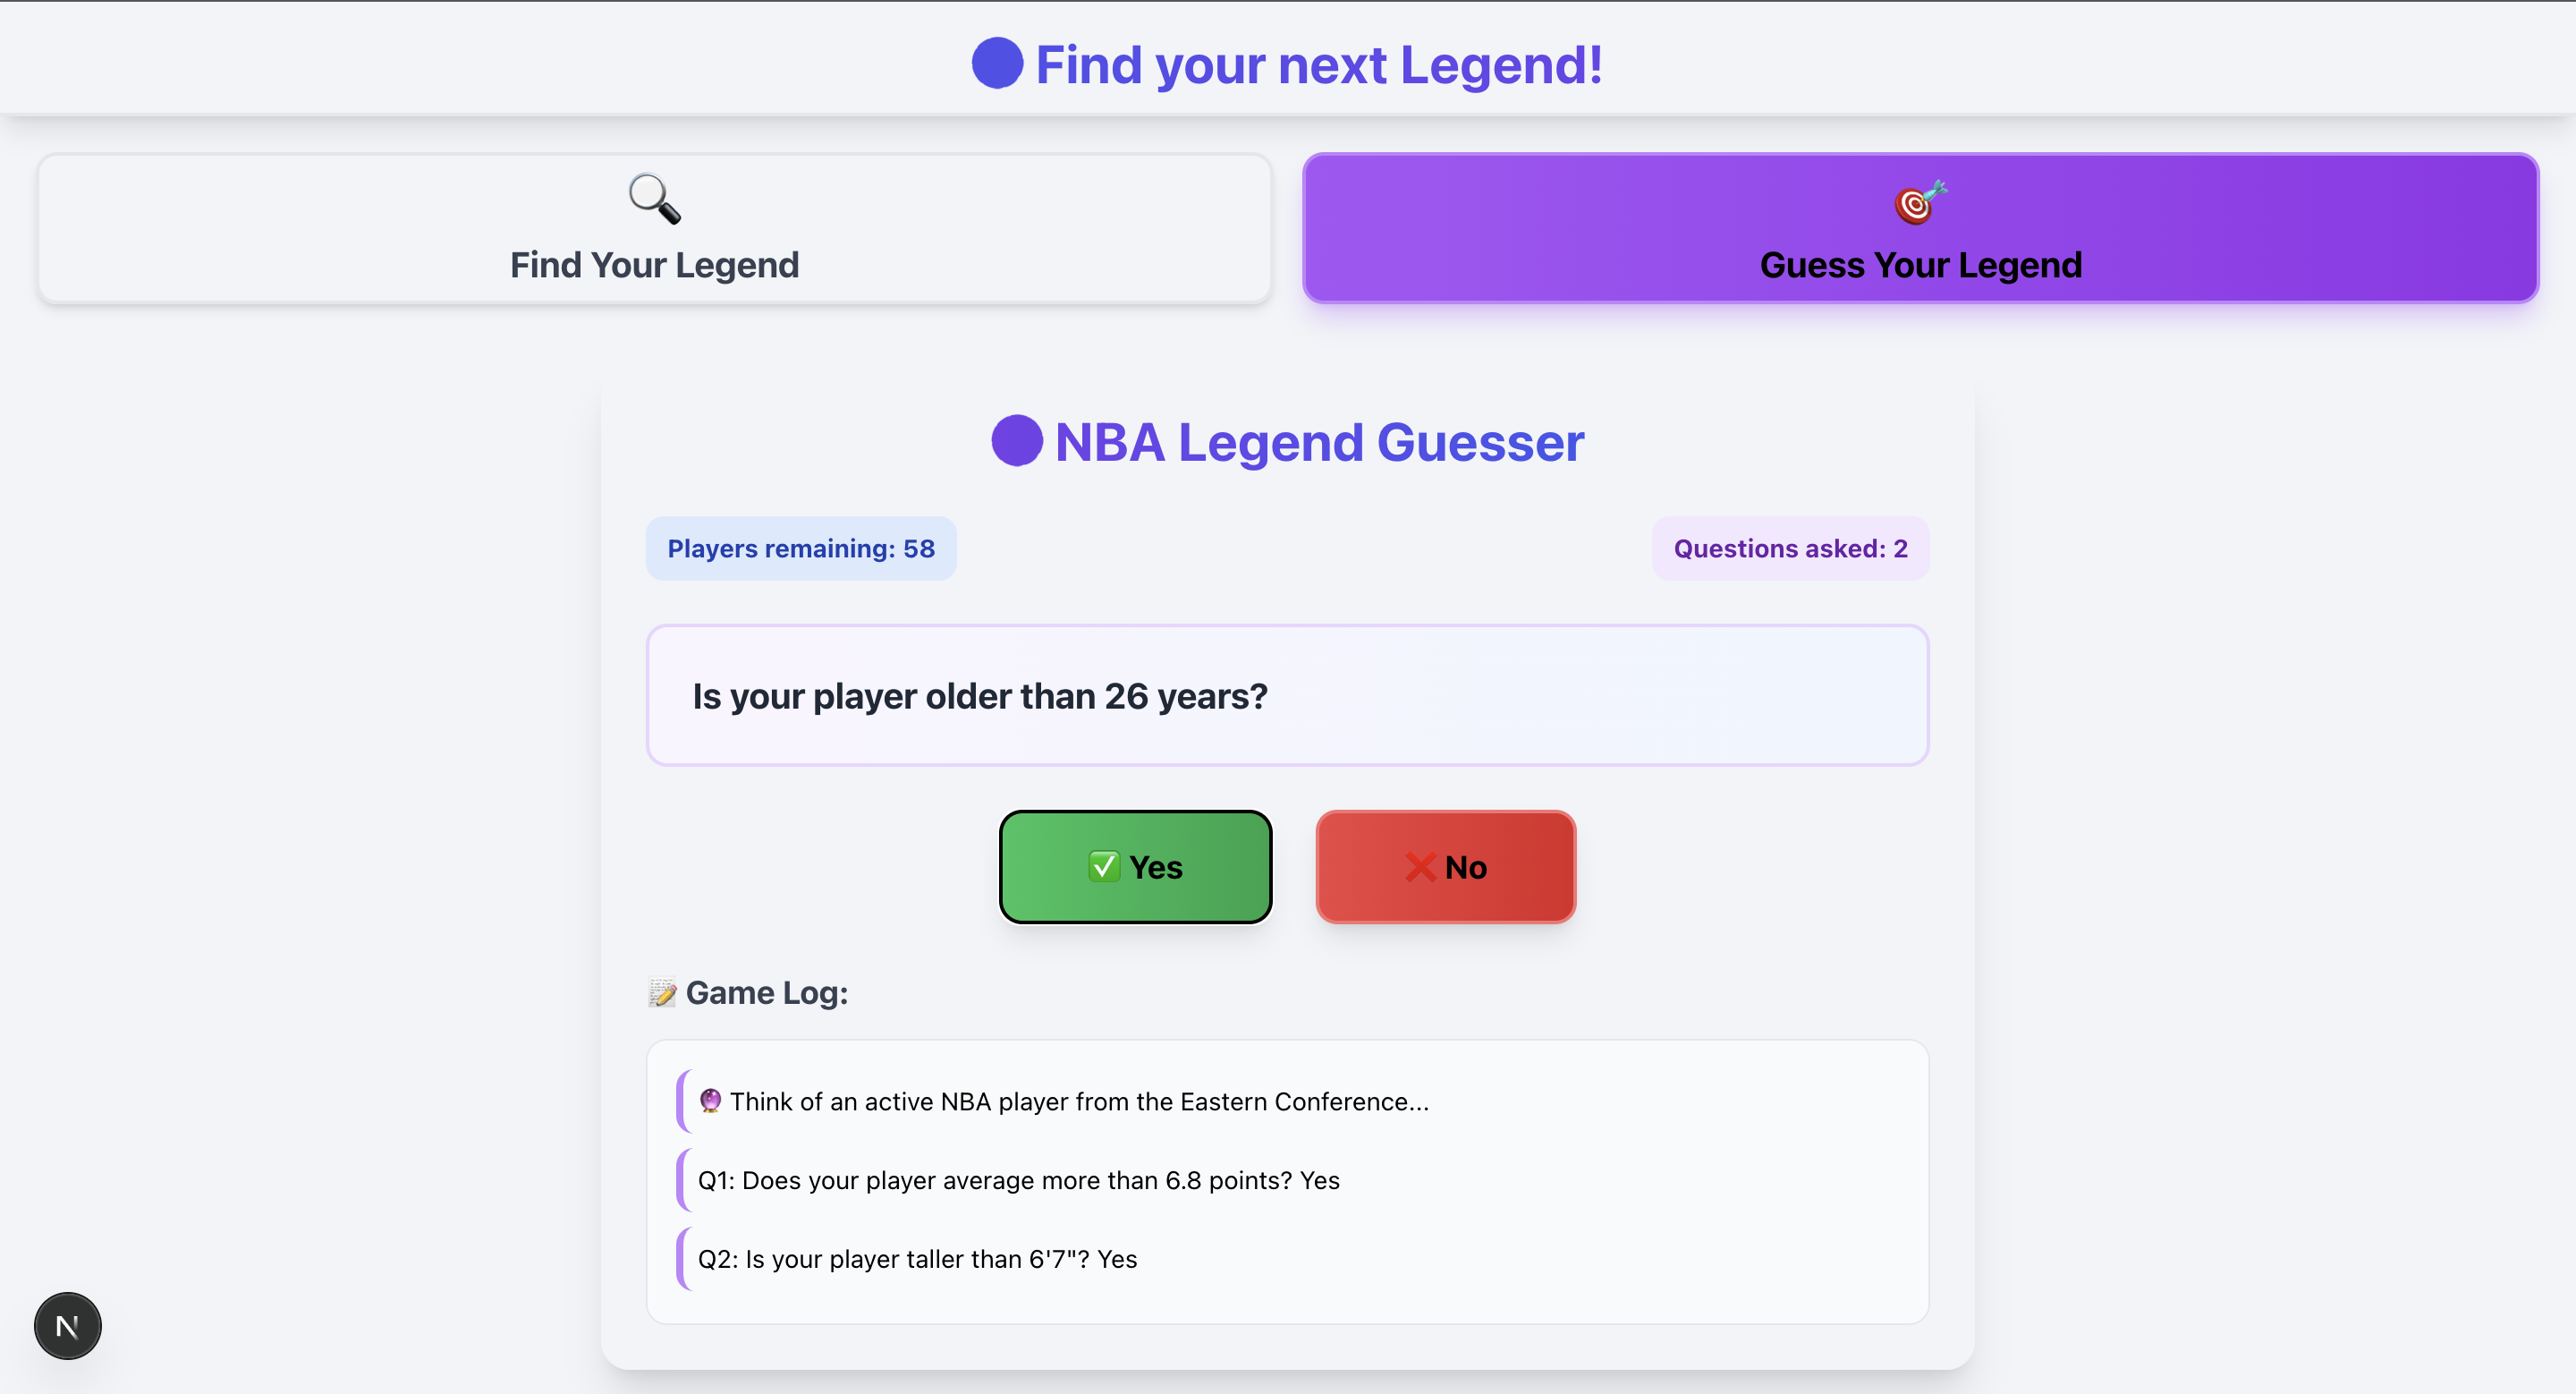 Find your next Legend!
Find Your Legend
Guess Your Legend
NBA Legend Guesser
Players remaining: 58
Questions asked: 2
Is your player older than 26 years?
Yes
No
Game Log:
Think of an active NBA player from the Eastern Conference...
Q1: Does your player average more than 6.8 points? Yes
Q2: Is your player taller than 6'7"? Yes
N